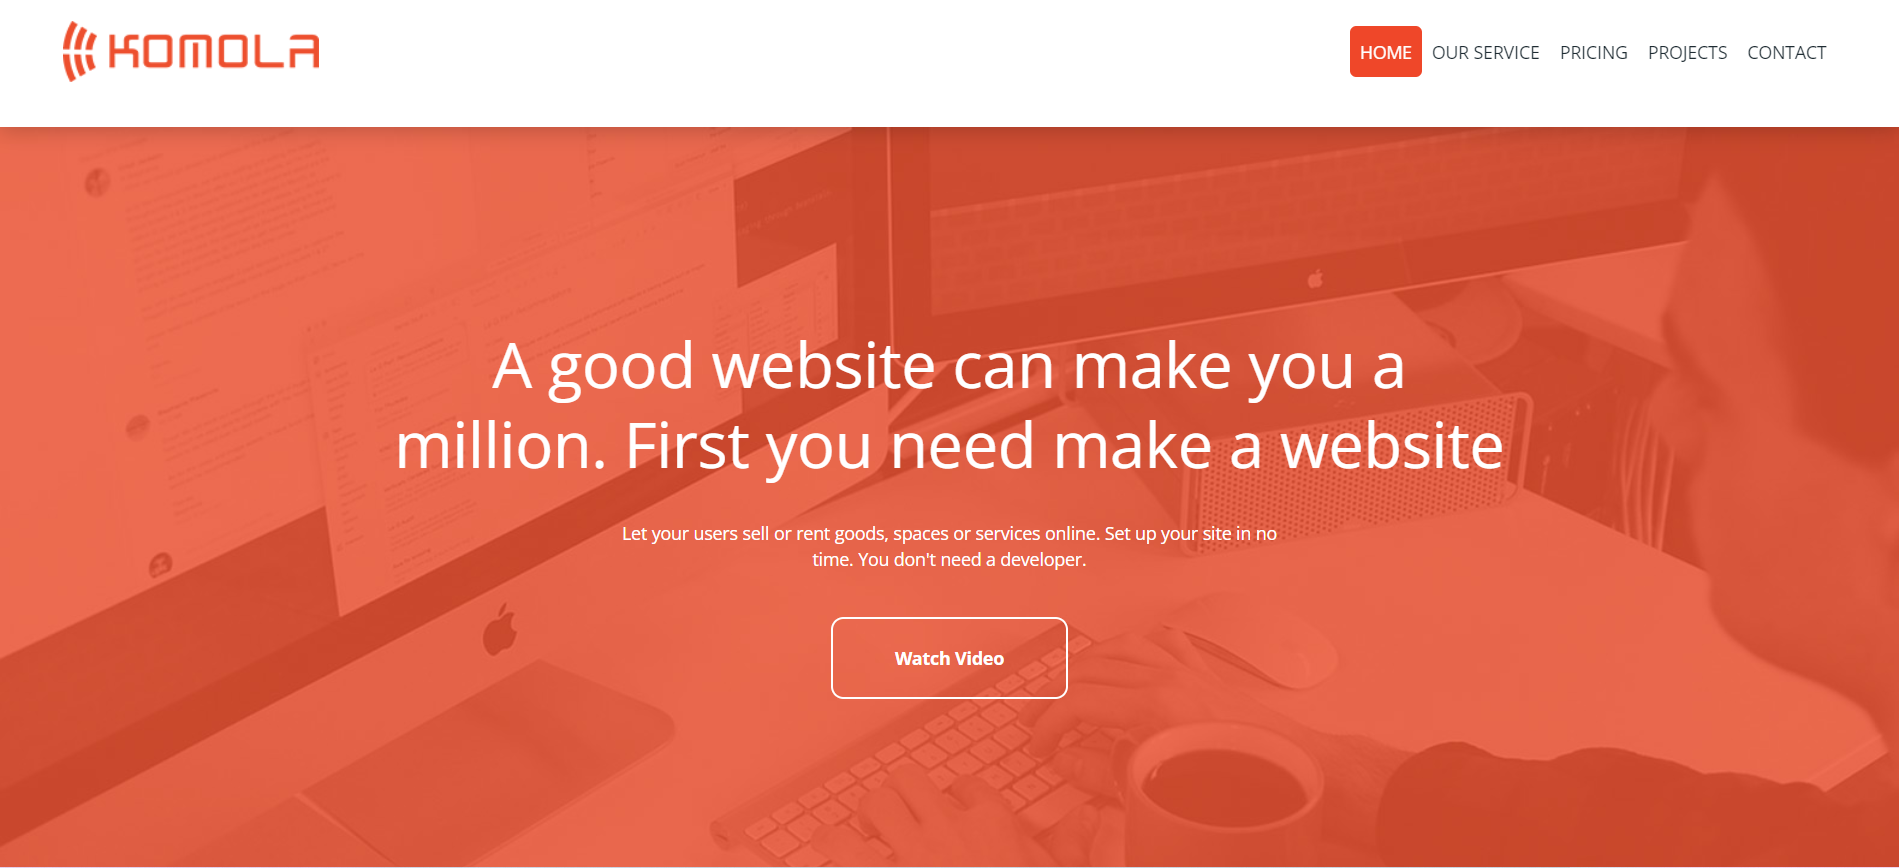 KOMOLA
HOME OUR SERVICE PRICING PROJECTS CONTACT
A good website can make you a
million. First you need make a website
Let your users sell or rent goods, spaces or services online. Set up your site in no
time. You don't need a developer.
Watch Video